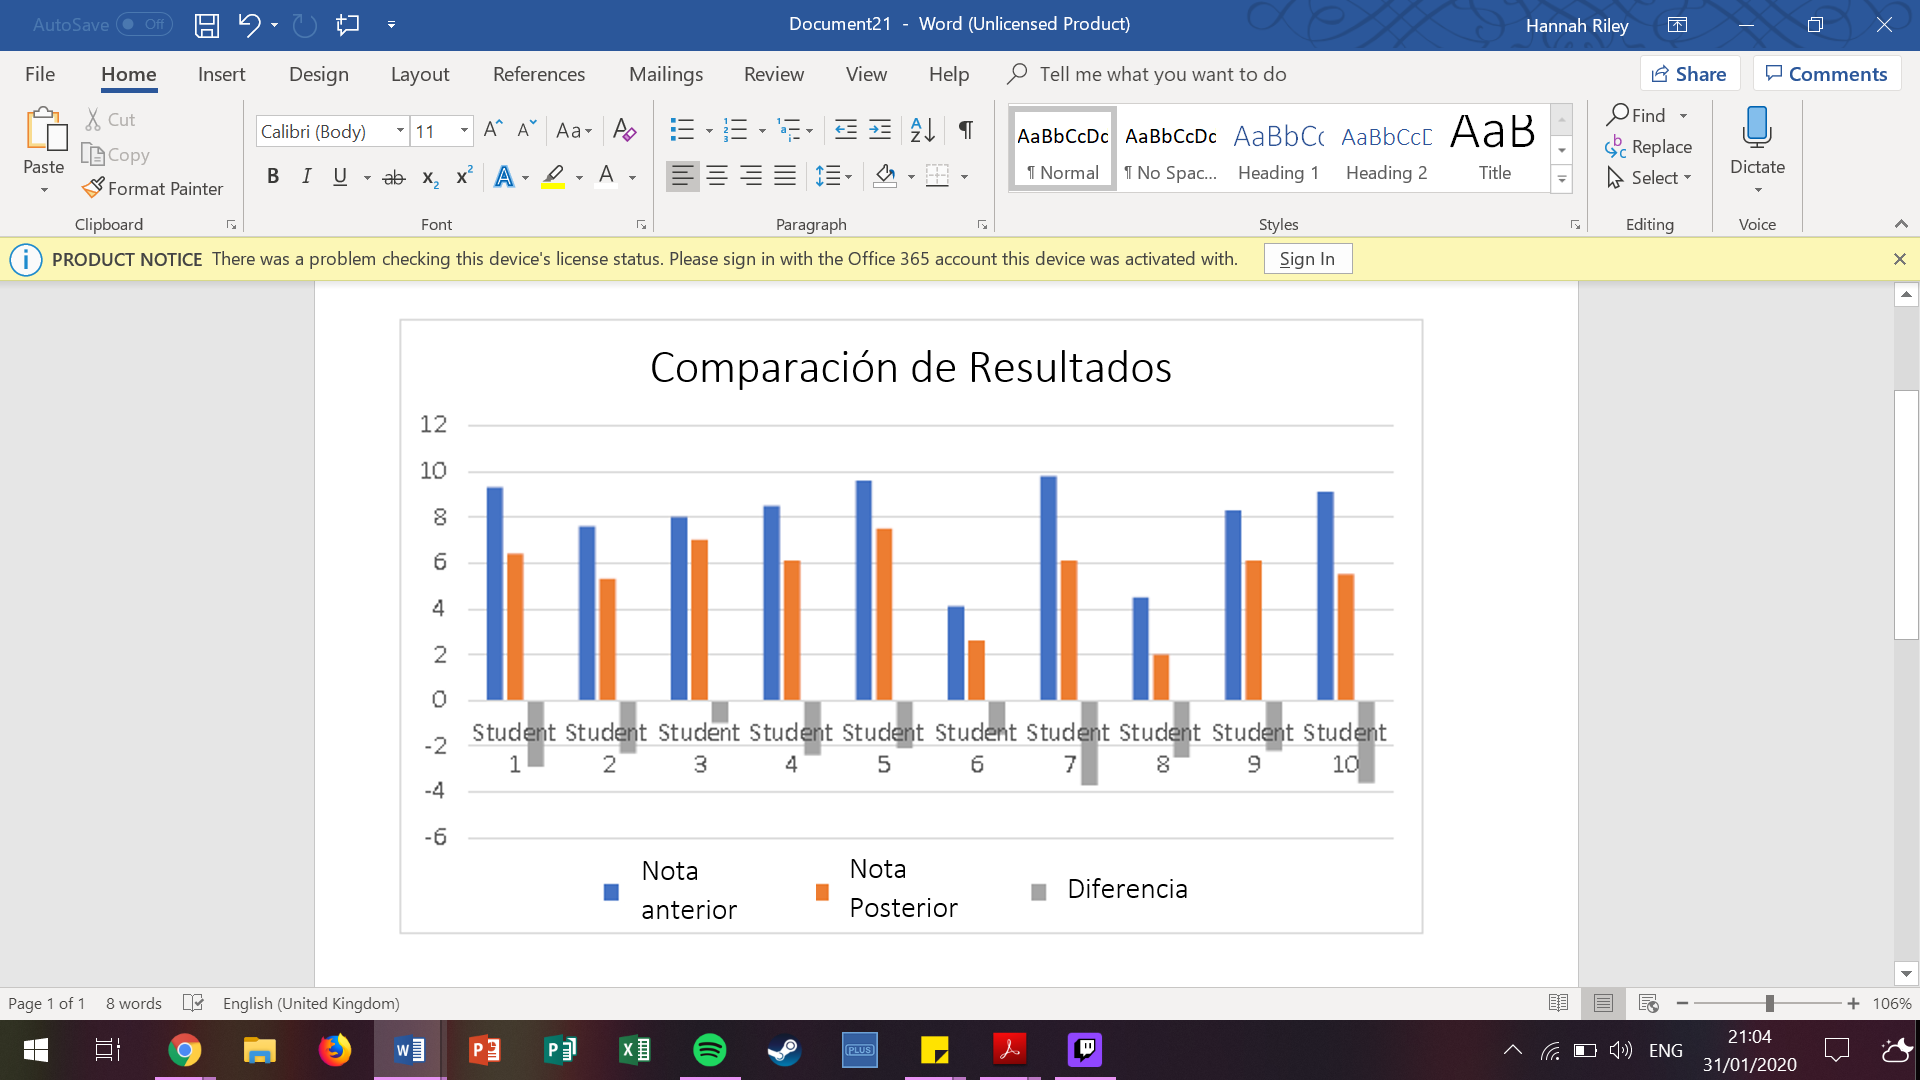 AutoSave Off
Document21 - Word (Unlicensed Product)
Hannah Riley
File Home Insert Design Layout References Mailings Review View Help Tell me what you want to do
Share Comments
Paste
Cut
Copy
Format Painter
Clipboard
Calibri (Body) 11
Font
Paragraph
AaBbCcDc AaBbCcDc AaBbC AaBbCcD AaB
¶ Normal ¶ No Spac... Heading 1 Heading 2 Title
Styles
Find
Replace
Select
Editing
Dictate
Voice
PRODUCT NOTICE There was a problem checking this device's license status. Please sign in with the Office 365 account this device was activated with. Sign In
Comparación de Resultados
12
10
8
6
4
2
0
-2
-4
-6
Student 1
Student 2
Student 3
Student 4
Student 5
Student 6
Student 7
Student 8
Student 9
Student 10
Nota anterior
Nota Posterior
Diferencia
Page 1 of 1 8 words English (United Kingdom) 106%
PLUS
ENG
21:04
31/01/2020